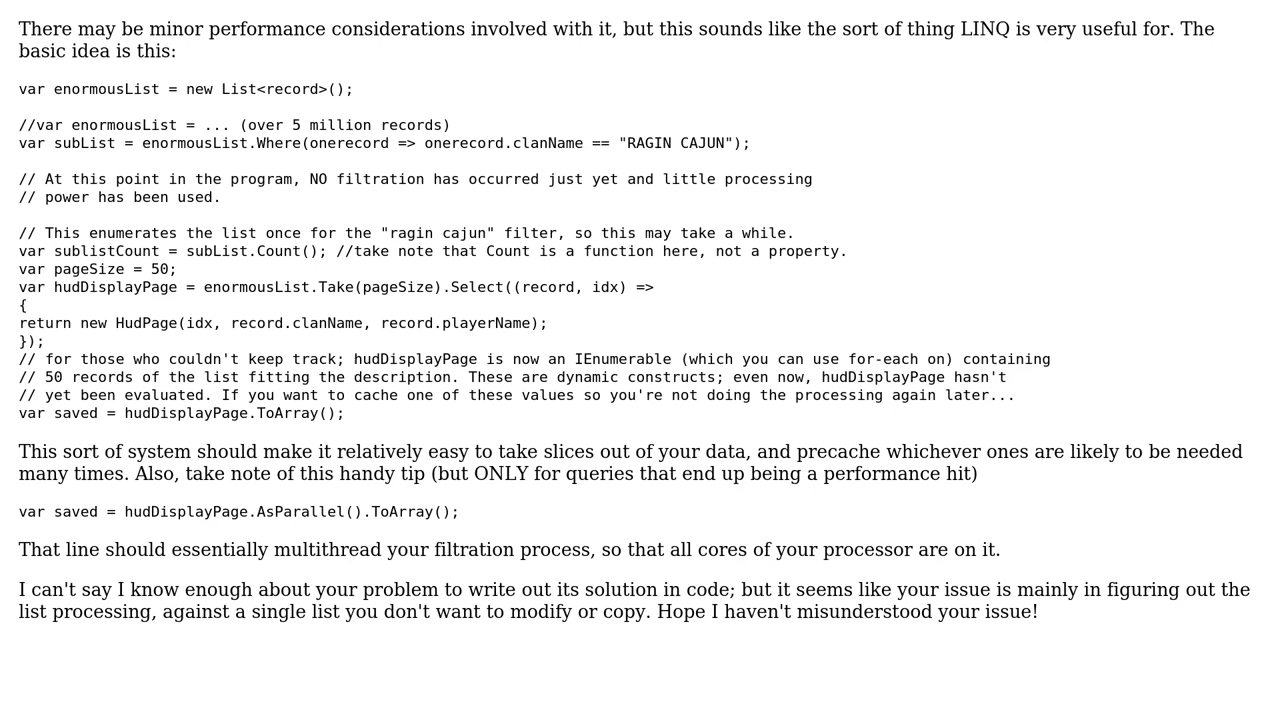 There may be minor performance considerations involved with it, but this sounds like the sort of thing LINQ is very useful for. The
basic idea is this:
var enormousList = new List<record>();
//var enormousList = ... (over 5 million records)
var subList = enormousList.Where(onerecord => onerecord.clanName == "RAGIN CAJUN");
// At this point in the program, NO filtration has occurred just yet and little processing
// power has been used.
// This enumerates the list once for the "ragin cajun" filter, so this may take a while.
var sublistCount = subList.Count(); //take note that Count is a function here, not a property.
var pageSize = 50;
var hudDisplayPage = enormousList.Take(pageSize).Select((record, idx) =>
{
return new HudPage(idx, record.clanName, record.playerName);
});
// for those who couldn't keep track; hudDisplayPage is now an IEnumerable (which you can use for-each on) containing
// 50 records of the list fitting the description. These are dynamic constructs; even now, hudDisplayPage hasn't
// yet been evaluated. If you want to cache one of these values so you're not doing the processing again later...
var saved = hudDisplayPage.ToArray();
This sort of system should make it relatively easy to take slices out of your data, and precache whichever ones are likely to be needed
many times. Also, take note of this handy tip (but ONLY for queries that end up being a performance hit)
var saved = hudDisplayPage.AsParallel().ToArray();
That line should essentially multithread your filtration process, so that all cores of your processor are on it.
I can't say I know enough about your problem to write out its solution in code; but it seems like your issue is mainly in figuring out the
list processing, against a single list you don't want to modify or copy. Hope I haven't misunderstood your issue!